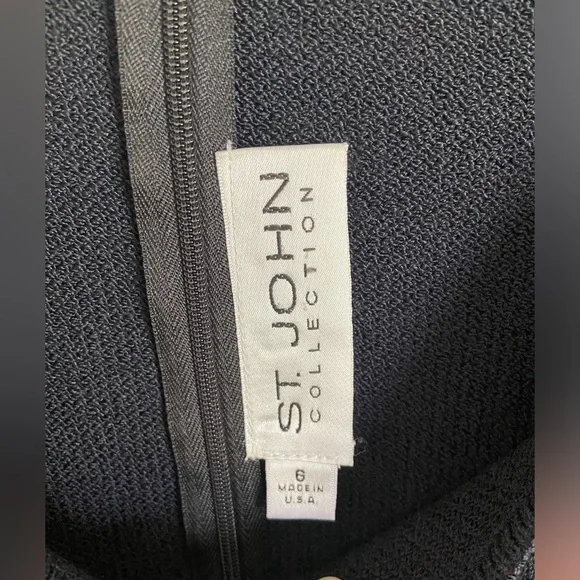 ST. JOHN
COLLECTION
6
MADE IN
U.S.A.